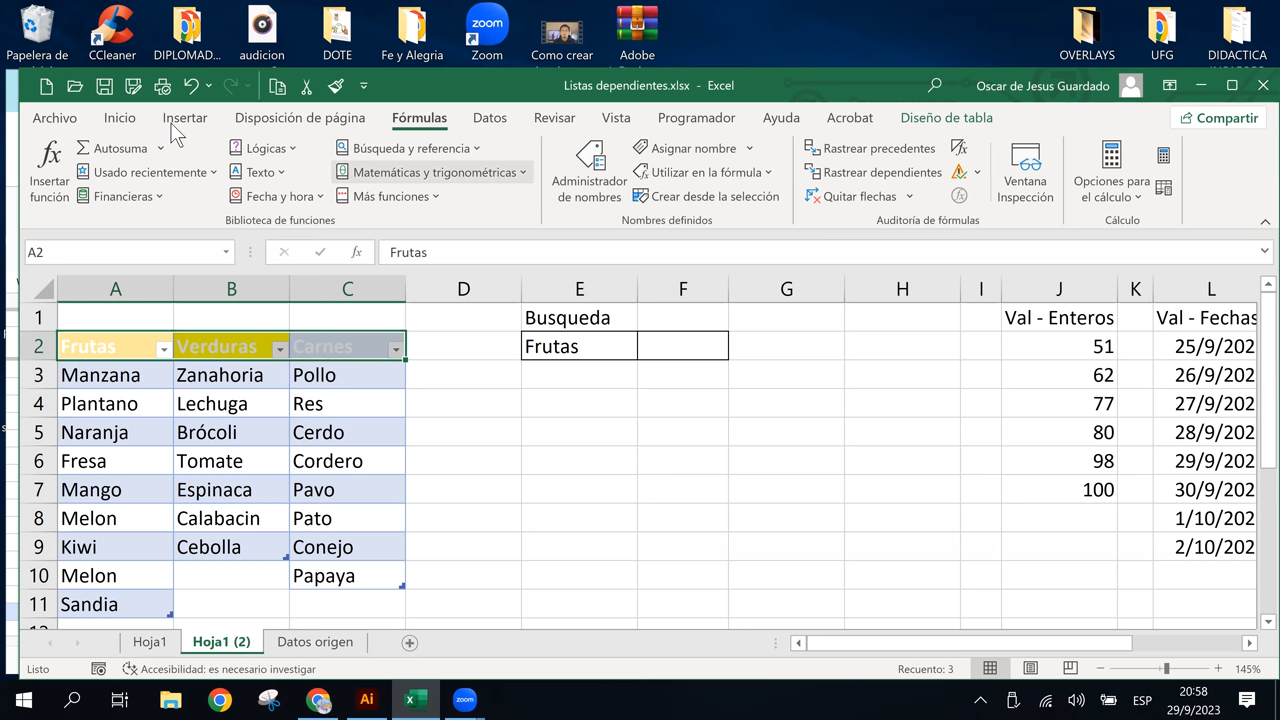 Papelera de
CCleaner
DIPLOMAD...
audicion
DOTE
Fe y Alegria
zoom
Zoom
Como crear
Adobe
OVERLAYS
UFG
DIDACTICA
Listas dependientes.xlsx - Excel
Oscar de Jesus Guardado
Archivo Inicio Insertar Disposición de página Fórmulas Datos Revisar Vista Programador Ayuda Acrobat Diseño de tabla Compartir
fx
Insertar función
Autosuma
Usado recientemente
Financieras
Lógicas
Texto
Fecha y hora
Búsqueda y referencia
Matemáticas y trigonométricas
Más funciones
Biblioteca de funciones
Administrador de nombres
Asignar nombre
Utilizar en la fórmula
Crear desde la selección
Nombres definidos
Rastrear precedentes
Rastrear dependientes
Quitar flechas
Auditoría de fórmulas
Ventana Inspección
Opciones para el cálculo
Cálculo
A2 fx Frutas
A B C D E F G H I J K L
1 Busqueda Val - Enteros Val - Fechas
2 Frutas Verduras Carnes Frutas 51 25/9/202
3 Manzana Zanahoria Pollo 62 26/9/202
4 Plantano Lechuga Res 77 27/9/202
5 Naranja Brócoli Cerdo 80 28/9/202
6 Fresa Tomate Cordero 98 29/9/202
7 Mango Espinaca Pavo 100 30/9/202
8 Melon Calabacin Pato 1/10/202
9 Kiwi Cebolla Conejo 2/10/202
10 Melon Papaya
11 Sandia
Hoja1 Hoja1 (2) Datos origen
Listo Accesibilidad: es necesario investigar Recuento: 3 145%
Ai
zoom
ESP
20:58
29/9/2023